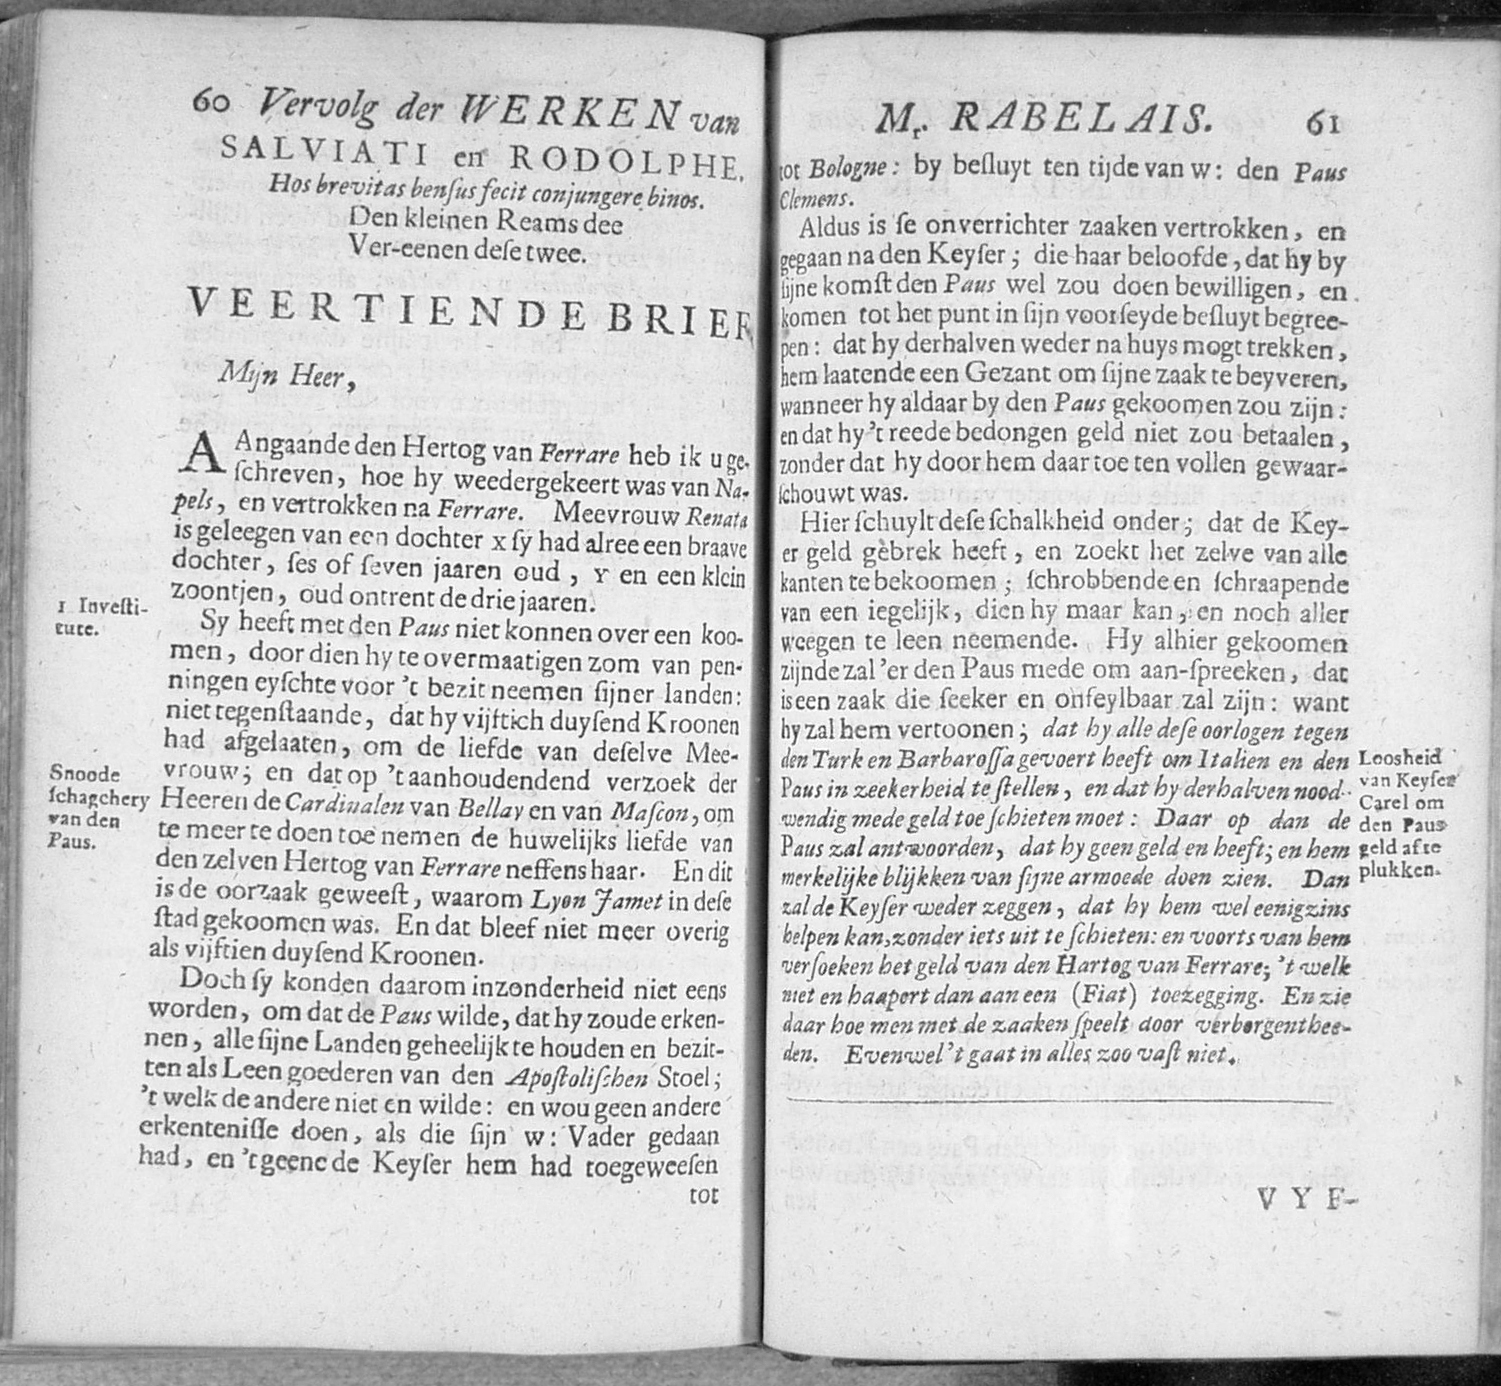 60 Vervolg der WERKEN van
SALVIATI en RODOLPHE.
Hos brevitas benſus fecit conjungere binos.
Den kleinen Reams dee
Ver-eenen deſe twee.
VEERTIENDE BRIEF
Mijn Heer,
AAngaande den Hertog van Ferrare heb ik u ge-
ſchreven, hoe hy weedergekeert was van Na-
pels, en vertrokken na Ferrare. Meevrouw Renata
is geleegen van een dochter x ſy had alree een braave
dochter, ſes of ſeven jaaren oud, Y en een klein
zoontjen, oud ontrent de drie jaaren.
1 Inveſti-
ture.
Sy heeft met den Paus niet konnen over een koo-
men, door dien hy te overmaatigen zom van pen-
ningen eyſchte voor 't bezit neemen ſijner landen:
niet tegenſtaande, dat hy vijftich duyſend Kroonen
had afgelaaten, om de liefde van deſelve Mee-
vrouw; en dat op 't aanhoudendend verzoek der
Heeren de Cardinalen van Bellay en van Maſcon, om
te meer te doen toe nemen de huwelijks liefde van
den zelven Hertog van Ferrare neffens haar. En dit
is de oorzaak geweeſt, waarom Lyon Jamet in deſe
ſtad gekoomen was. En dat bleef niet meer overig
als vijftien duyſend Kroonen.
Snoode
ſchagchery
van den
Paus.
Doch ſy konden daarom inzonderheid niet eens
worden, om dat de Paus wilde, dat hy zoude erken-
nen, alle ſijne Landen geheelijk te houden en bezit-
ten als Leen goederen van den Apoſtoliſchen Stoel;
't welk de andere niet en wilde: en wou geen andere
erkenteniſſe doen, als die ſijn w: Vader gedaan
had, en 't geene de Keyſer hem had toegeweeſen
tot
Mr. RABELAIS. 61
tot Bologne: by beſluyt ten tijde van w: den Paus
Clemens.
Aldus is ſe onverrichter zaaken vertrokken, en
gegaan na den Keyſer; die haar beloofde, dat hy by
ſijne komſt den Paus wel zou doen bewilligen, en
komen tot het punt in ſijn voorſeyde beſluyt begree-
pen: dat hy derhalven weder na huys mogt trekken,
hem laatende een Gezant om ſijne zaak te beyveren,
wanneer hy aldaar by den Paus gekoomen zou zijn:
en dat hy 't reede bedongen geld niet zou betaalen,
zonder dat hy door hem daar toe ten vollen gewaar-
ſchouwt was.
Hier ſchuylt deſe ſchalkheid onder; dat de Key-
er geld gebrek heeft, en zoekt het zelve van alle
kanten te bekoomen; ſchrobbende en ſchraapende
van een iegelijk, dien hy maar kan, en noch aller
weegen te leen neemende. Hy alhier gekoomen
zijnde zal 'er den Paus mede om aan-ſpreeken, dat
is een zaak die ſeeker en onfeylbaar zal zijn: want
hy zal hem vertoonen; dat hy alle deſe oorlogen tegen
den Turk en Barbaroſſa gevoert heeft om Italien en den
Paus in zeekerheid te ſtellen, en dat hy derhalven nood-
wendig mede geld toe ſchieten moet: Daar op dan de
Paus zal antwoorden, dat hy geen geld en heeft; en hem
merkelijke blijkken van ſijne armoede doen zien. Dan
zal de Keyſer weder zeggen, dat hy hem wel eenigzins
helpen kan, zonder iets uit te ſchieten: en voorts van hem
verſoeken het geld van den Hartog van Ferrare; 't welk
niet en haapert dan aan een (Fiat) toezegging. En zie
daar hoe men met de zaaken ſpeelt door verborgenthee-
den. Evenwel 't gaat in alles zoo vaſt niet.
Loosheid
van Keyſer
Carel om
den Paus
geld af te
plukken.
VYF-